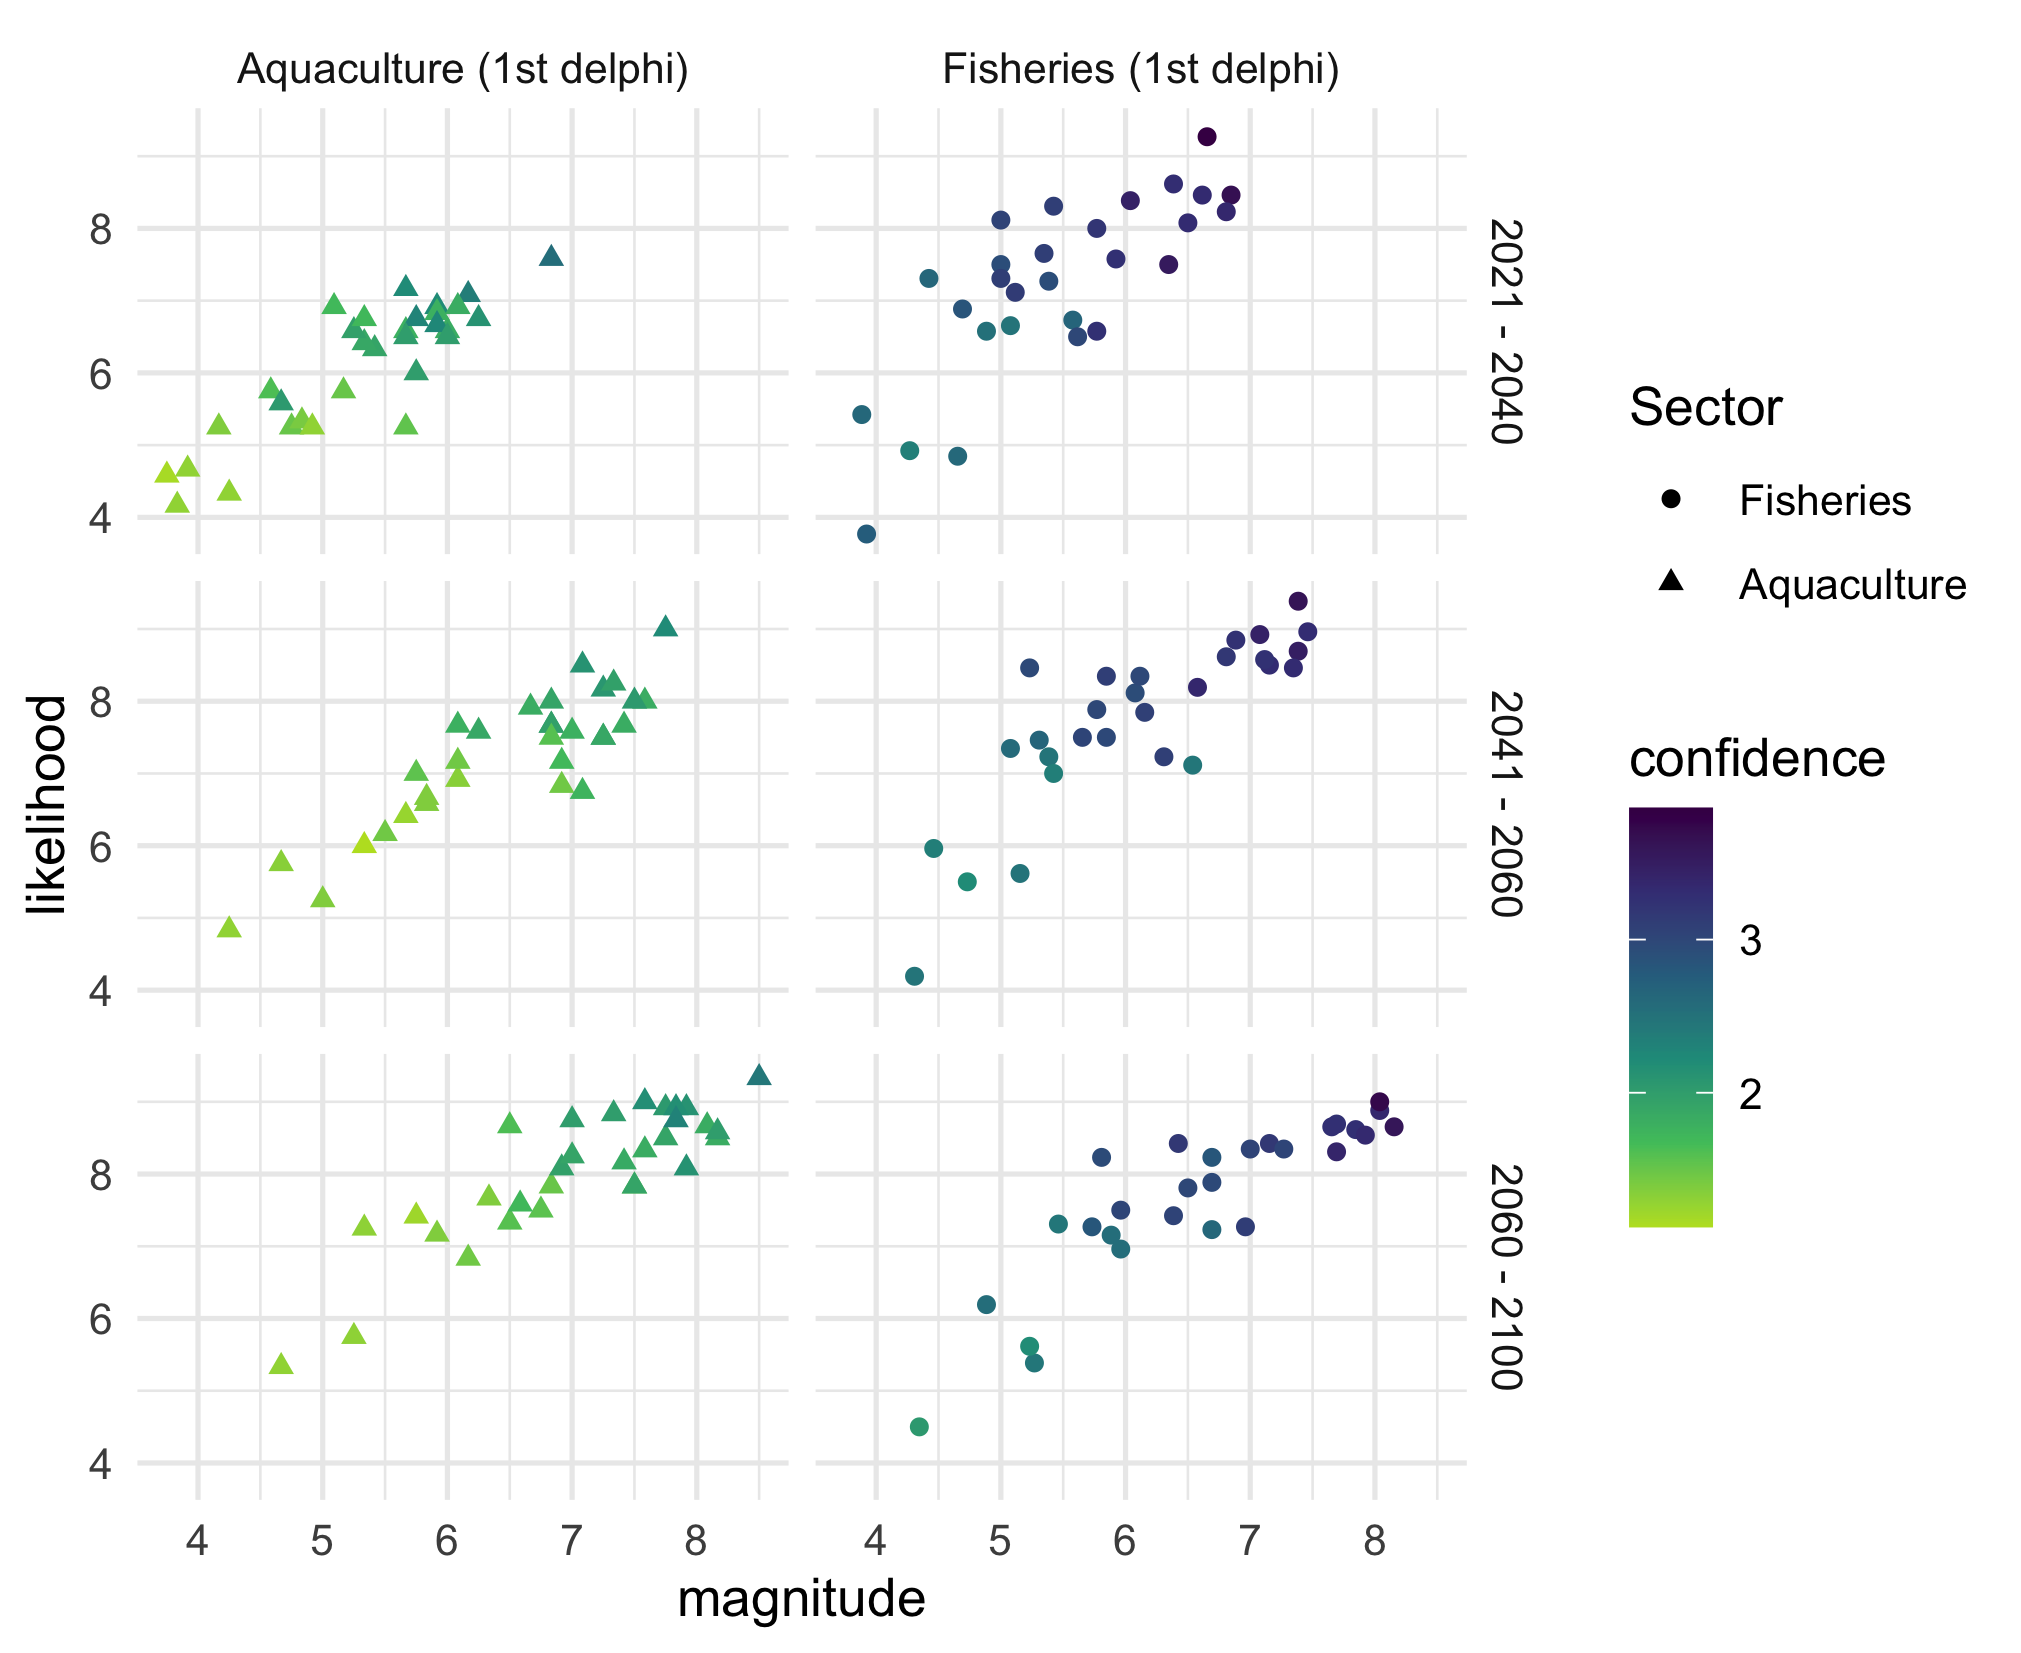 Aquaculture (1st delphi)
Fisheries (1st delphi)
8
6
4
2021 - 2040
8
6
4
2041 - 2060
8
6
4
2060 - 2100
4 5 6 7 8
4 5 6 7 8
magnitude
likelihood
Sector
Fisheries
Aquaculture
confidence
3
2